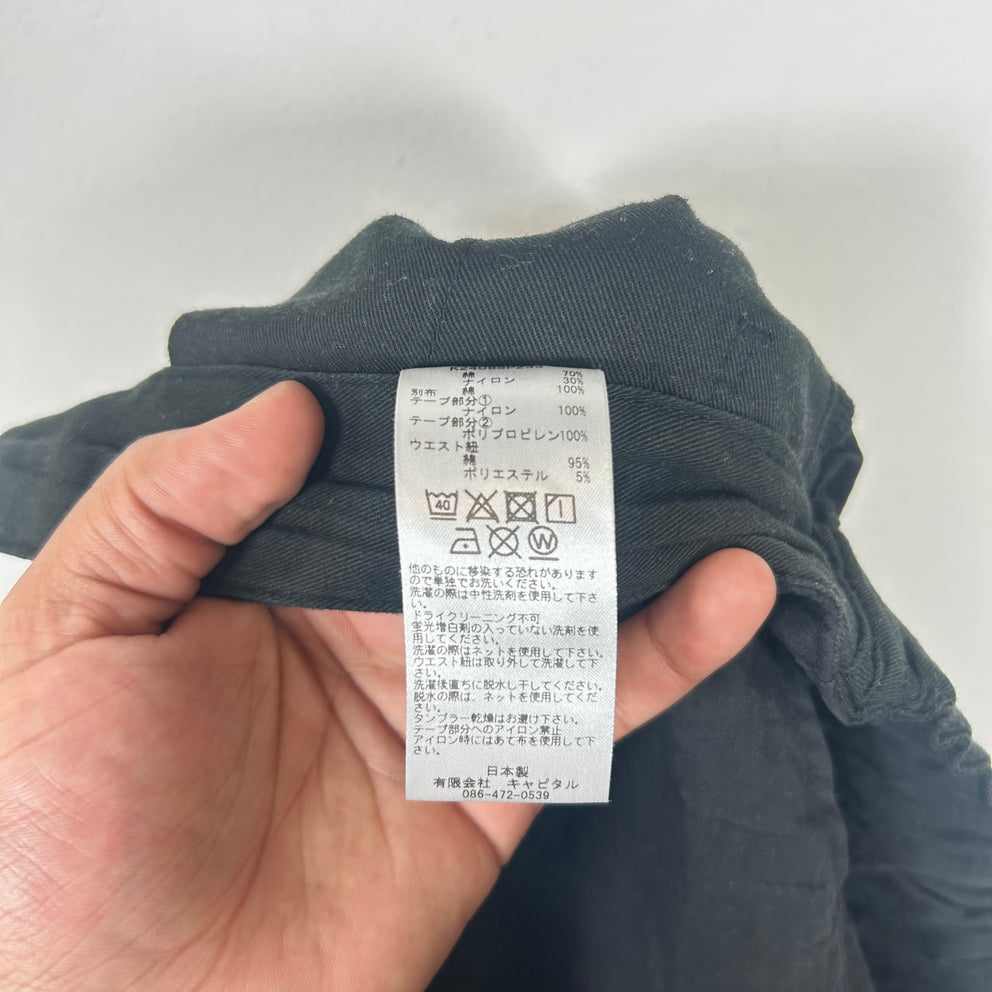 綿 70%
ナイロン 30%
別布 綿 100%
テープ部分①
ナイロン 100%
テープ部分②
ポリプロピレン100%
ウエスト紐
綿 95%
ポリエステル 5%
40
W
他のものに移染する恐れがあります
ので単独でお洗いください。
洗濯の際は中性洗剤を使用して下さ
い。
ドライクリーニング不可
蛍光増白剤の入っていない洗剤を使
用してください。
洗濯の際はネットを使用して下さい。
ウエスト紐は取り外して洗濯して下
さい。
洗濯後直ちに脱水し干してください。
脱水の際は、ネットを使用してくだ
さい。
タンブラー乾燥はお避け下さい。
テープ部分へのアイロン禁止
アイロン時にはあて布を使用して下
さい。
日本製
有限会社 キャピタル
086-472-0539